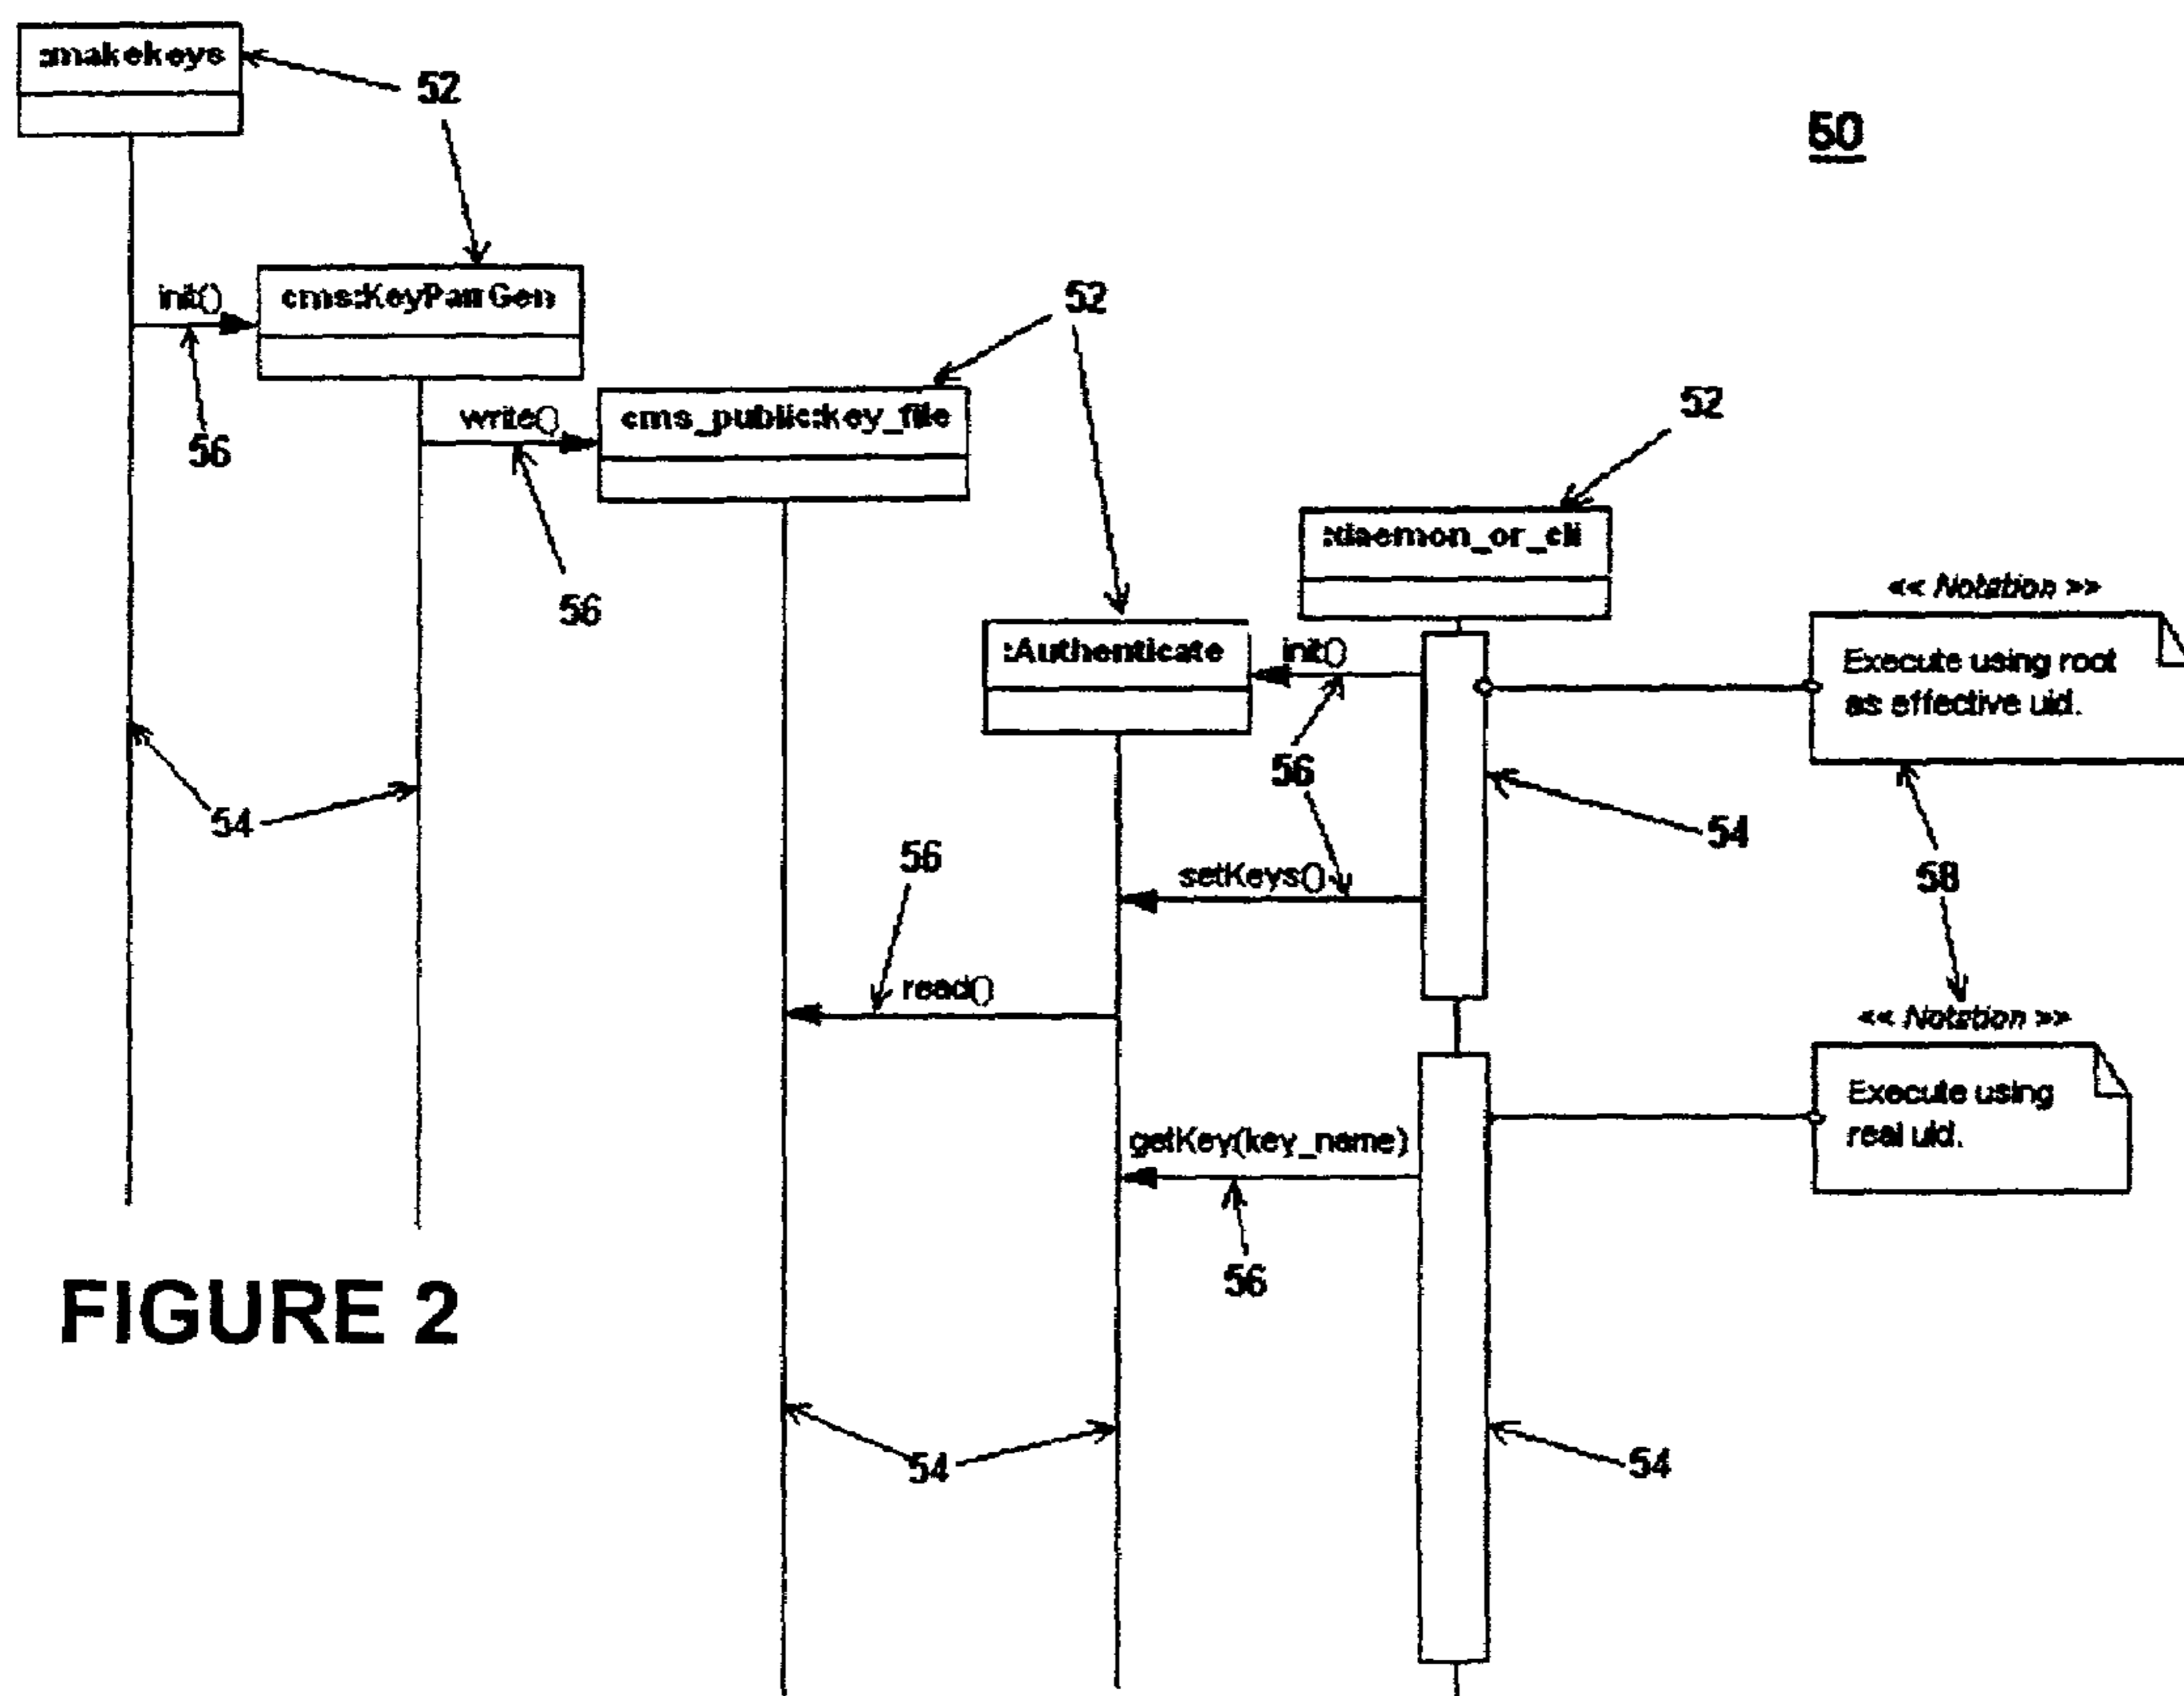 :makekeys
52
50
init()
cms:KeyPairGen
56
write()
cms_public:key_file
56
52
52
:daemon_or_cli
<< Notation >>
Execute using root
as effective uid.
:Authenticate
init()
56
54
54
58
setKeys()
56
read()
<< Notation >>
Execute using
real uid.
getKey(key_name)
56
FIGURE 2
54
54